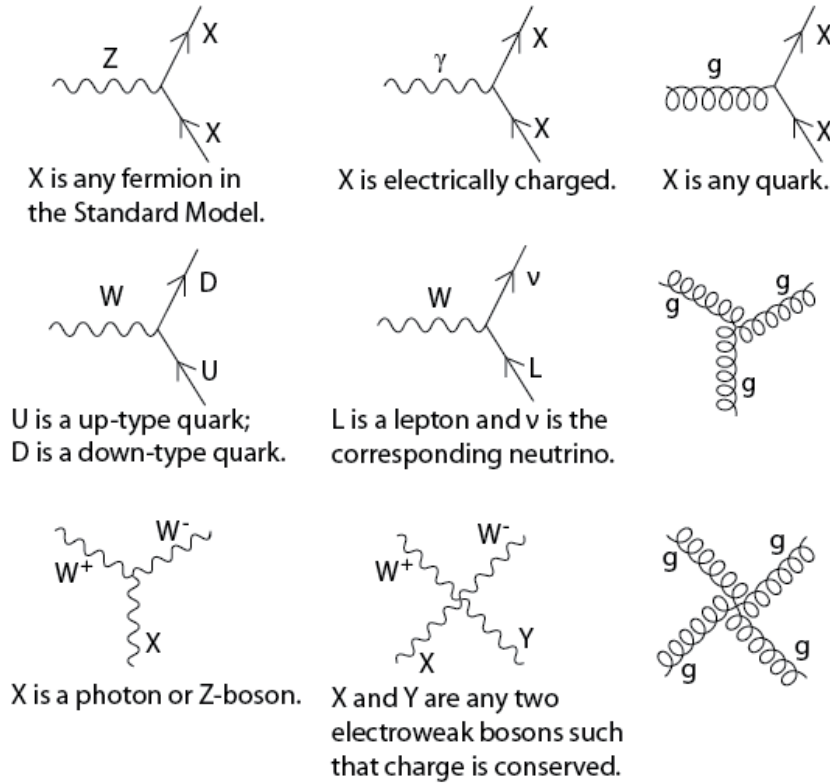 Z
X
X
X is any fermion in
the Standard Model.
γ
X
X
X is electrically charged.
g
X
X
X is any quark.
W
D
U
U is a up-type quark;
D is a down-type quark.
W
ν
L
L is a lepton and ν is the
corresponding neutrino.
g
g
g
W+
W-
X
X is a photon or Z-boson.
W+
W-
X
Y
X and Y are any two
electroweak bosons such
that charge is conserved.
g
g
g
g